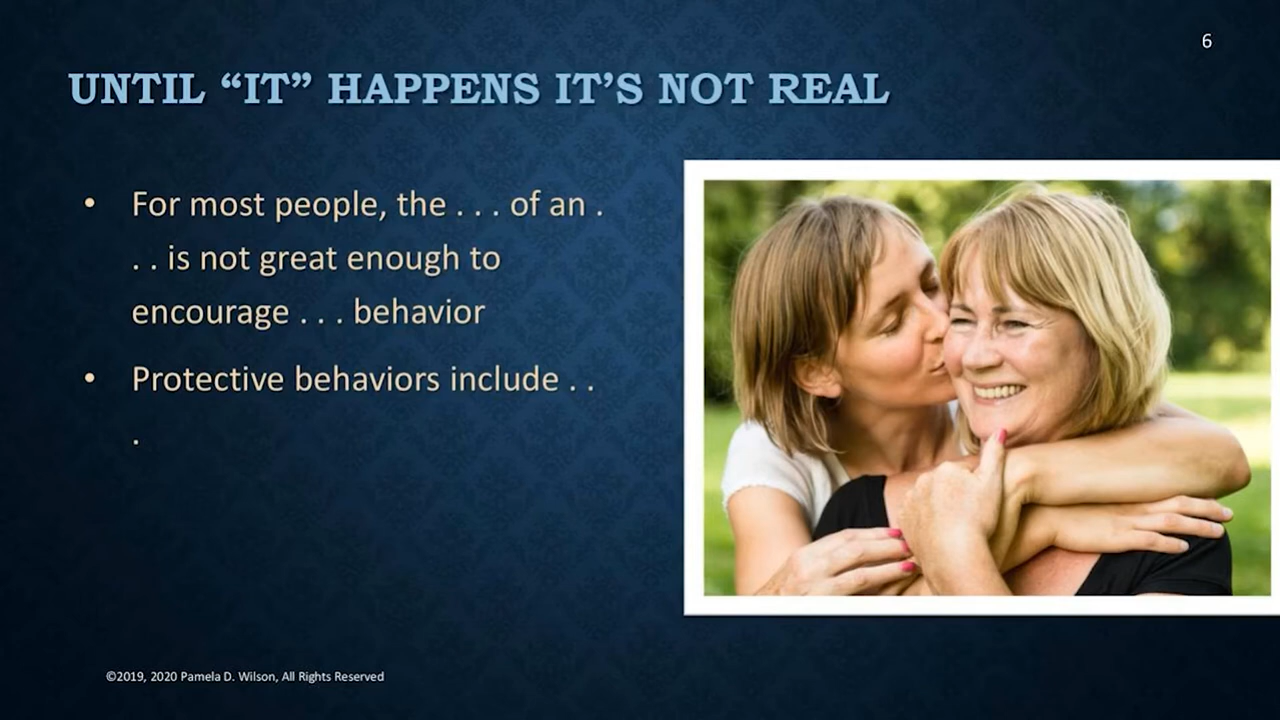 6
UNTIL “IT” HAPPENS IT’S NOT REAL
• For most people, the . . . of an .
. . is not great enough to
encourage . . . behavior
• Protective behaviors include . .
.
©2019, 2020 Pamela D. Wilson, All Rights Reserved